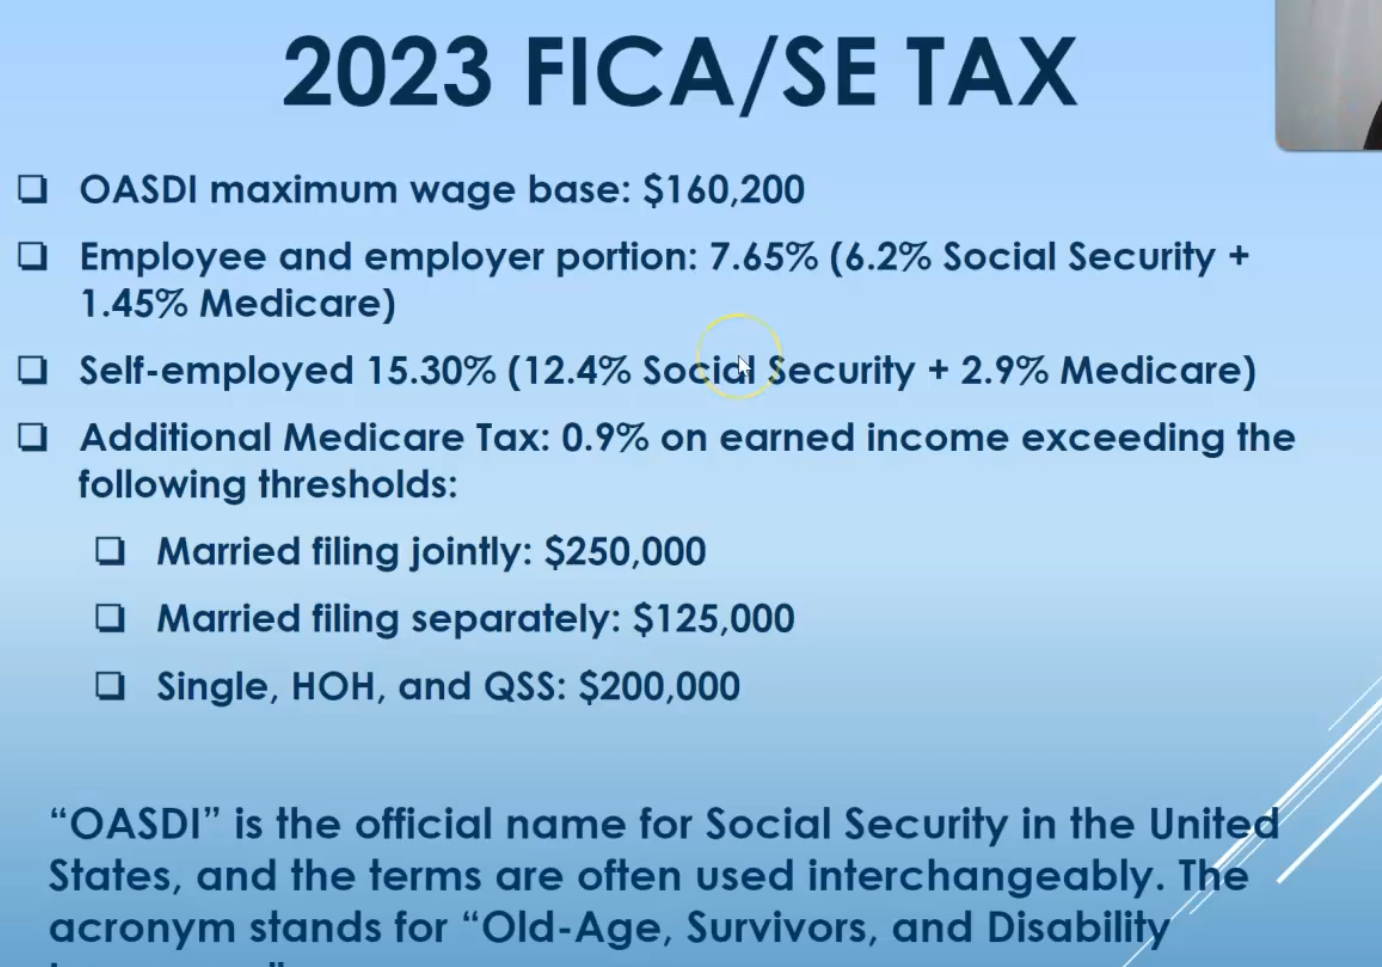 2023 FICA/SE TAX
OASDI maximum wage base: $160,200
Employee and employer portion: 7.65% (6.2% Social Security +
1.45% Medicare)
Self-employed 15.30% (12.4% Social Security + 2.9% Medicare)
Additional Medicare Tax: 0.9% on earned income exceeding the
following thresholds:
Married filing jointly: $250,000
Married filing separately: $125,000
Single, HOH, and QSS: $200,000
“OASDI” is the official name for Social Security in the United
States, and the terms are often used interchangeably. The
acronym stands for “Old-Age, Survivors, and Disability